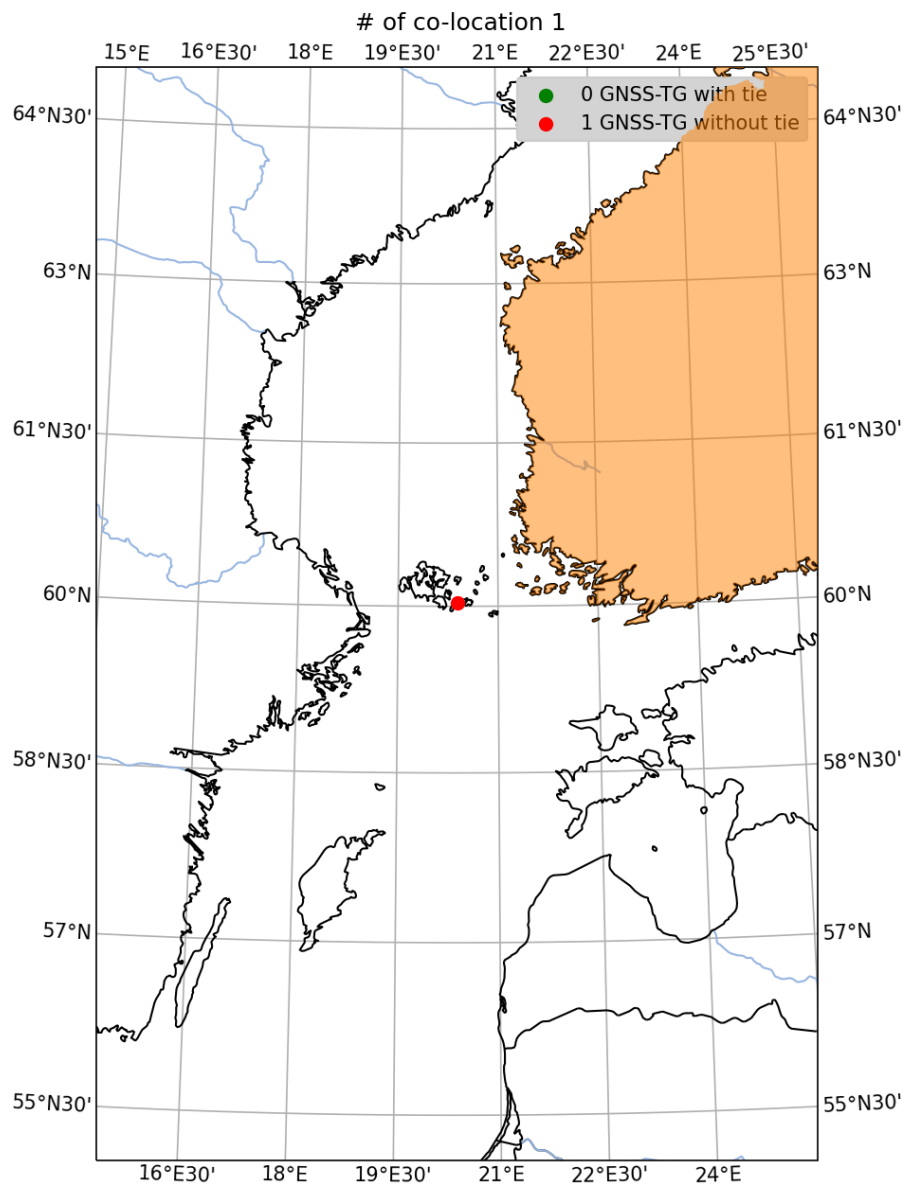 # of co-location 1
15°E 16°E30' 18°E 19°E30' 21°E 22°E30' 24°E 25°E30'
0 GNSS-TG with tie
1 GNSS-TG without tie
64°N30' 64°N30'
63°N 63°N
61°N30' 61°N30'
60°N 60°N
58°N30' 58°N30'
57°N 57°N
55°N30' 55°N30'
16°E30' 18°E 19°E30' 21°E 22°E30' 24°E